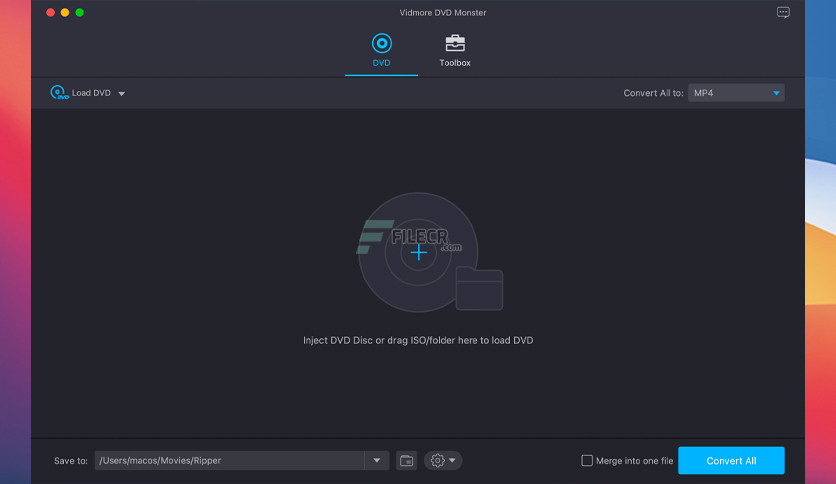 Vidmore DVD Monster
DVD
Toolbox
DVD
Load DVD
Convert All to:
MP4
FILECR
.com
Inject DVD Disc or drag ISO/folder here to load DVD
Save to:
/Users/macos/Movies/Ripper
Merge into one file
Convert All